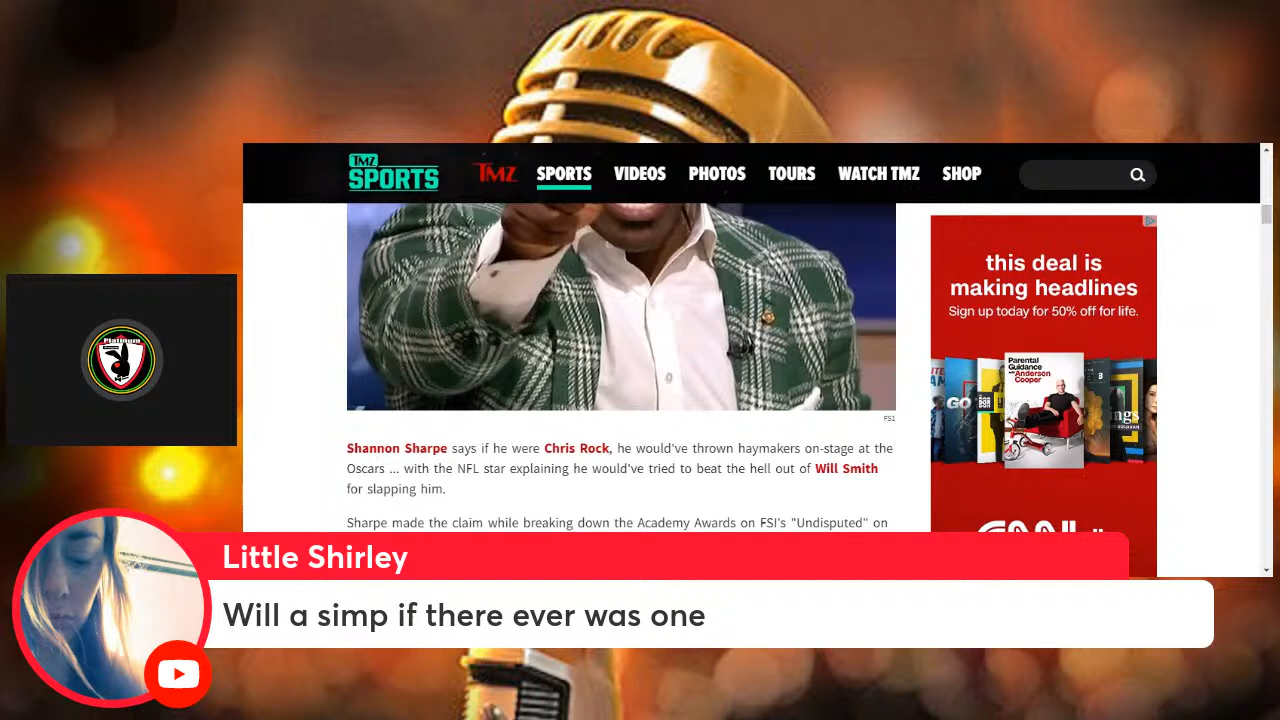 TMZ
SPORTS
TMZ
SPORTS
VIDEOS
PHOTOS
TOURS
WATCH TMZ
SHOP
this deal is
making headlines
Sign up today for 50% off for life.
Platinum
GO
Parental
Guidance
with Anderson
Cooper
FS1
Shannon Sharpe says if he were Chris Rock, he would've thrown haymakers on-stage at the
Oscars ... with the NFL star explaining he would've tried to beat the hell out of Will Smith
for slapping him.
Sharpe made the claim while breaking down the Academy Awards on FSI's "Undisputed" on
Little Shirley
Will a simp if there ever was one